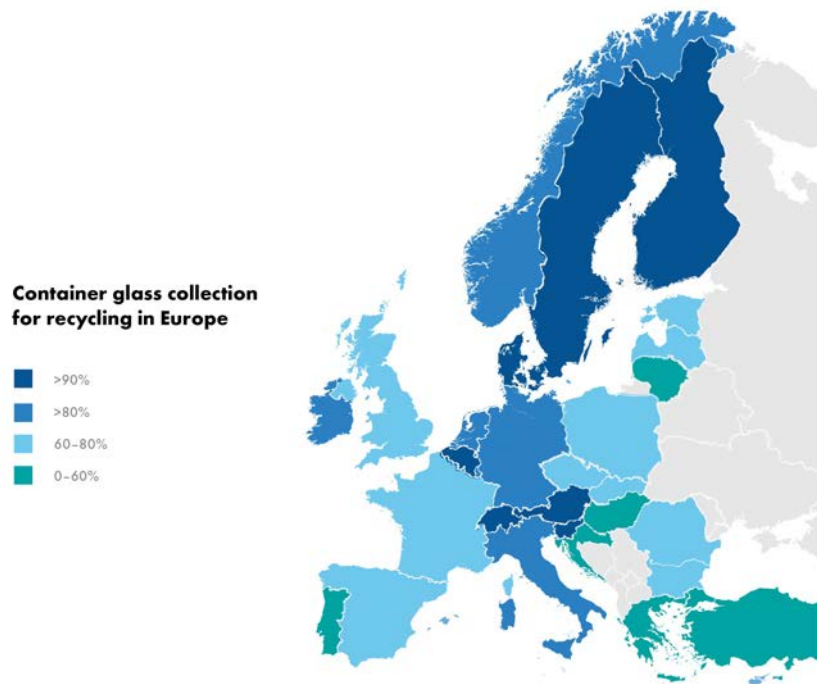 Container glass collection
for recycling in Europe
>90%
>80%
60–80%
0–60%